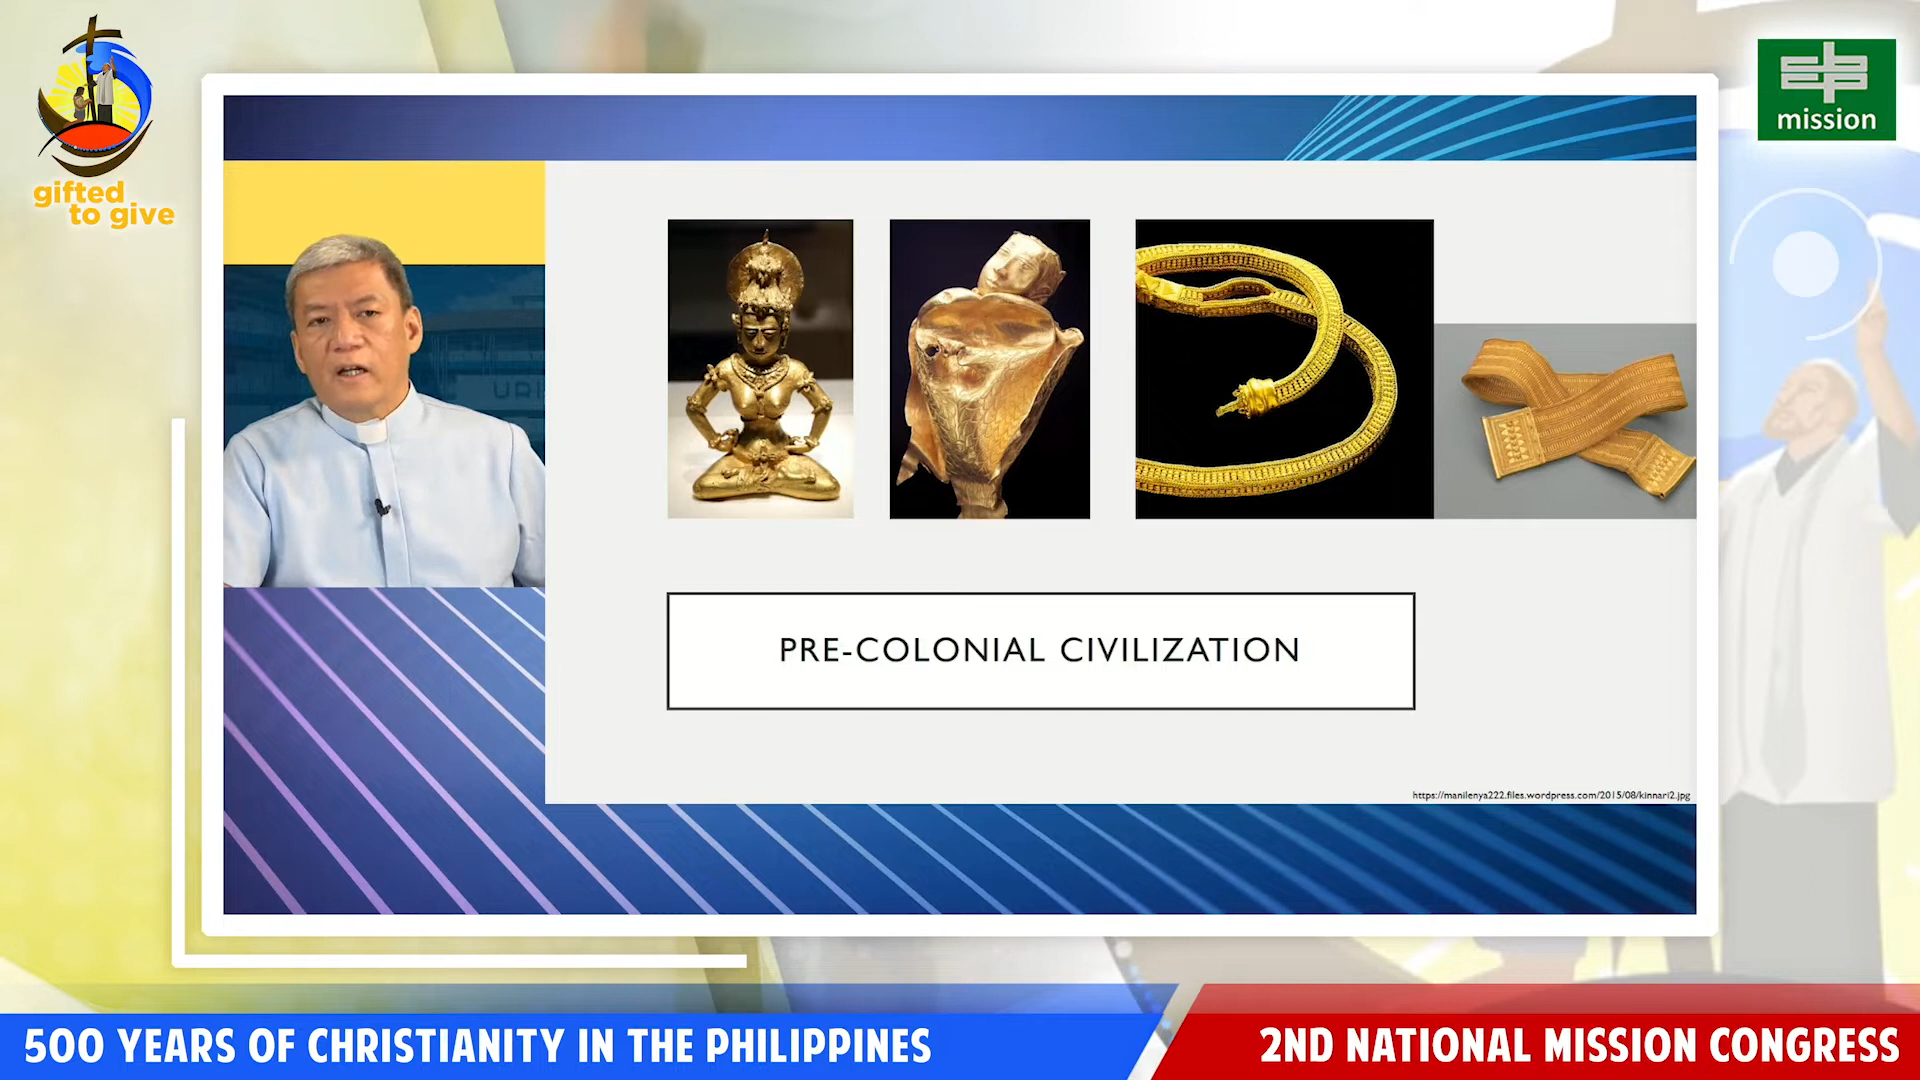 gifted
to give
mission
URI
PRE-COLONIAL CIVILIZATION
https://manilenya222.files.wordpress.com/2015/08/kinnari2.jpg
500 YEARS OF CHRISTIANITY IN THE PHILIPPINES
2ND NATIONAL MISSION CONGRESS